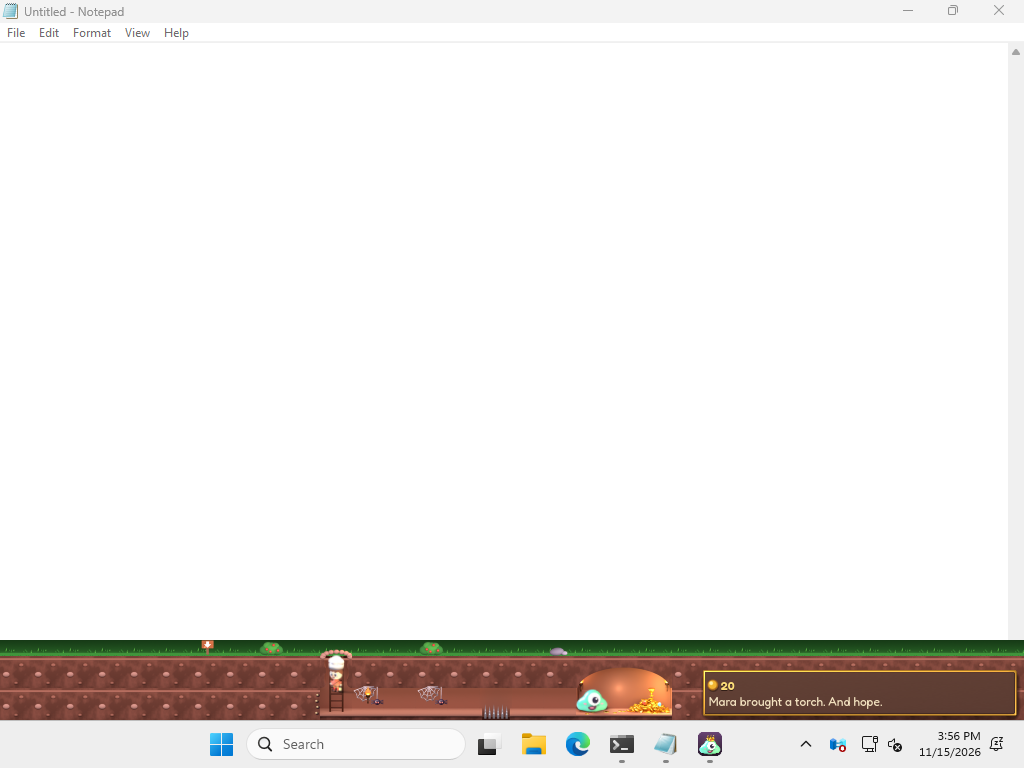 Untitled - Notepad
File Edit Format View Help
20
Mara brought a torch. And hope.
Search
3:56 PM
11/15/2026